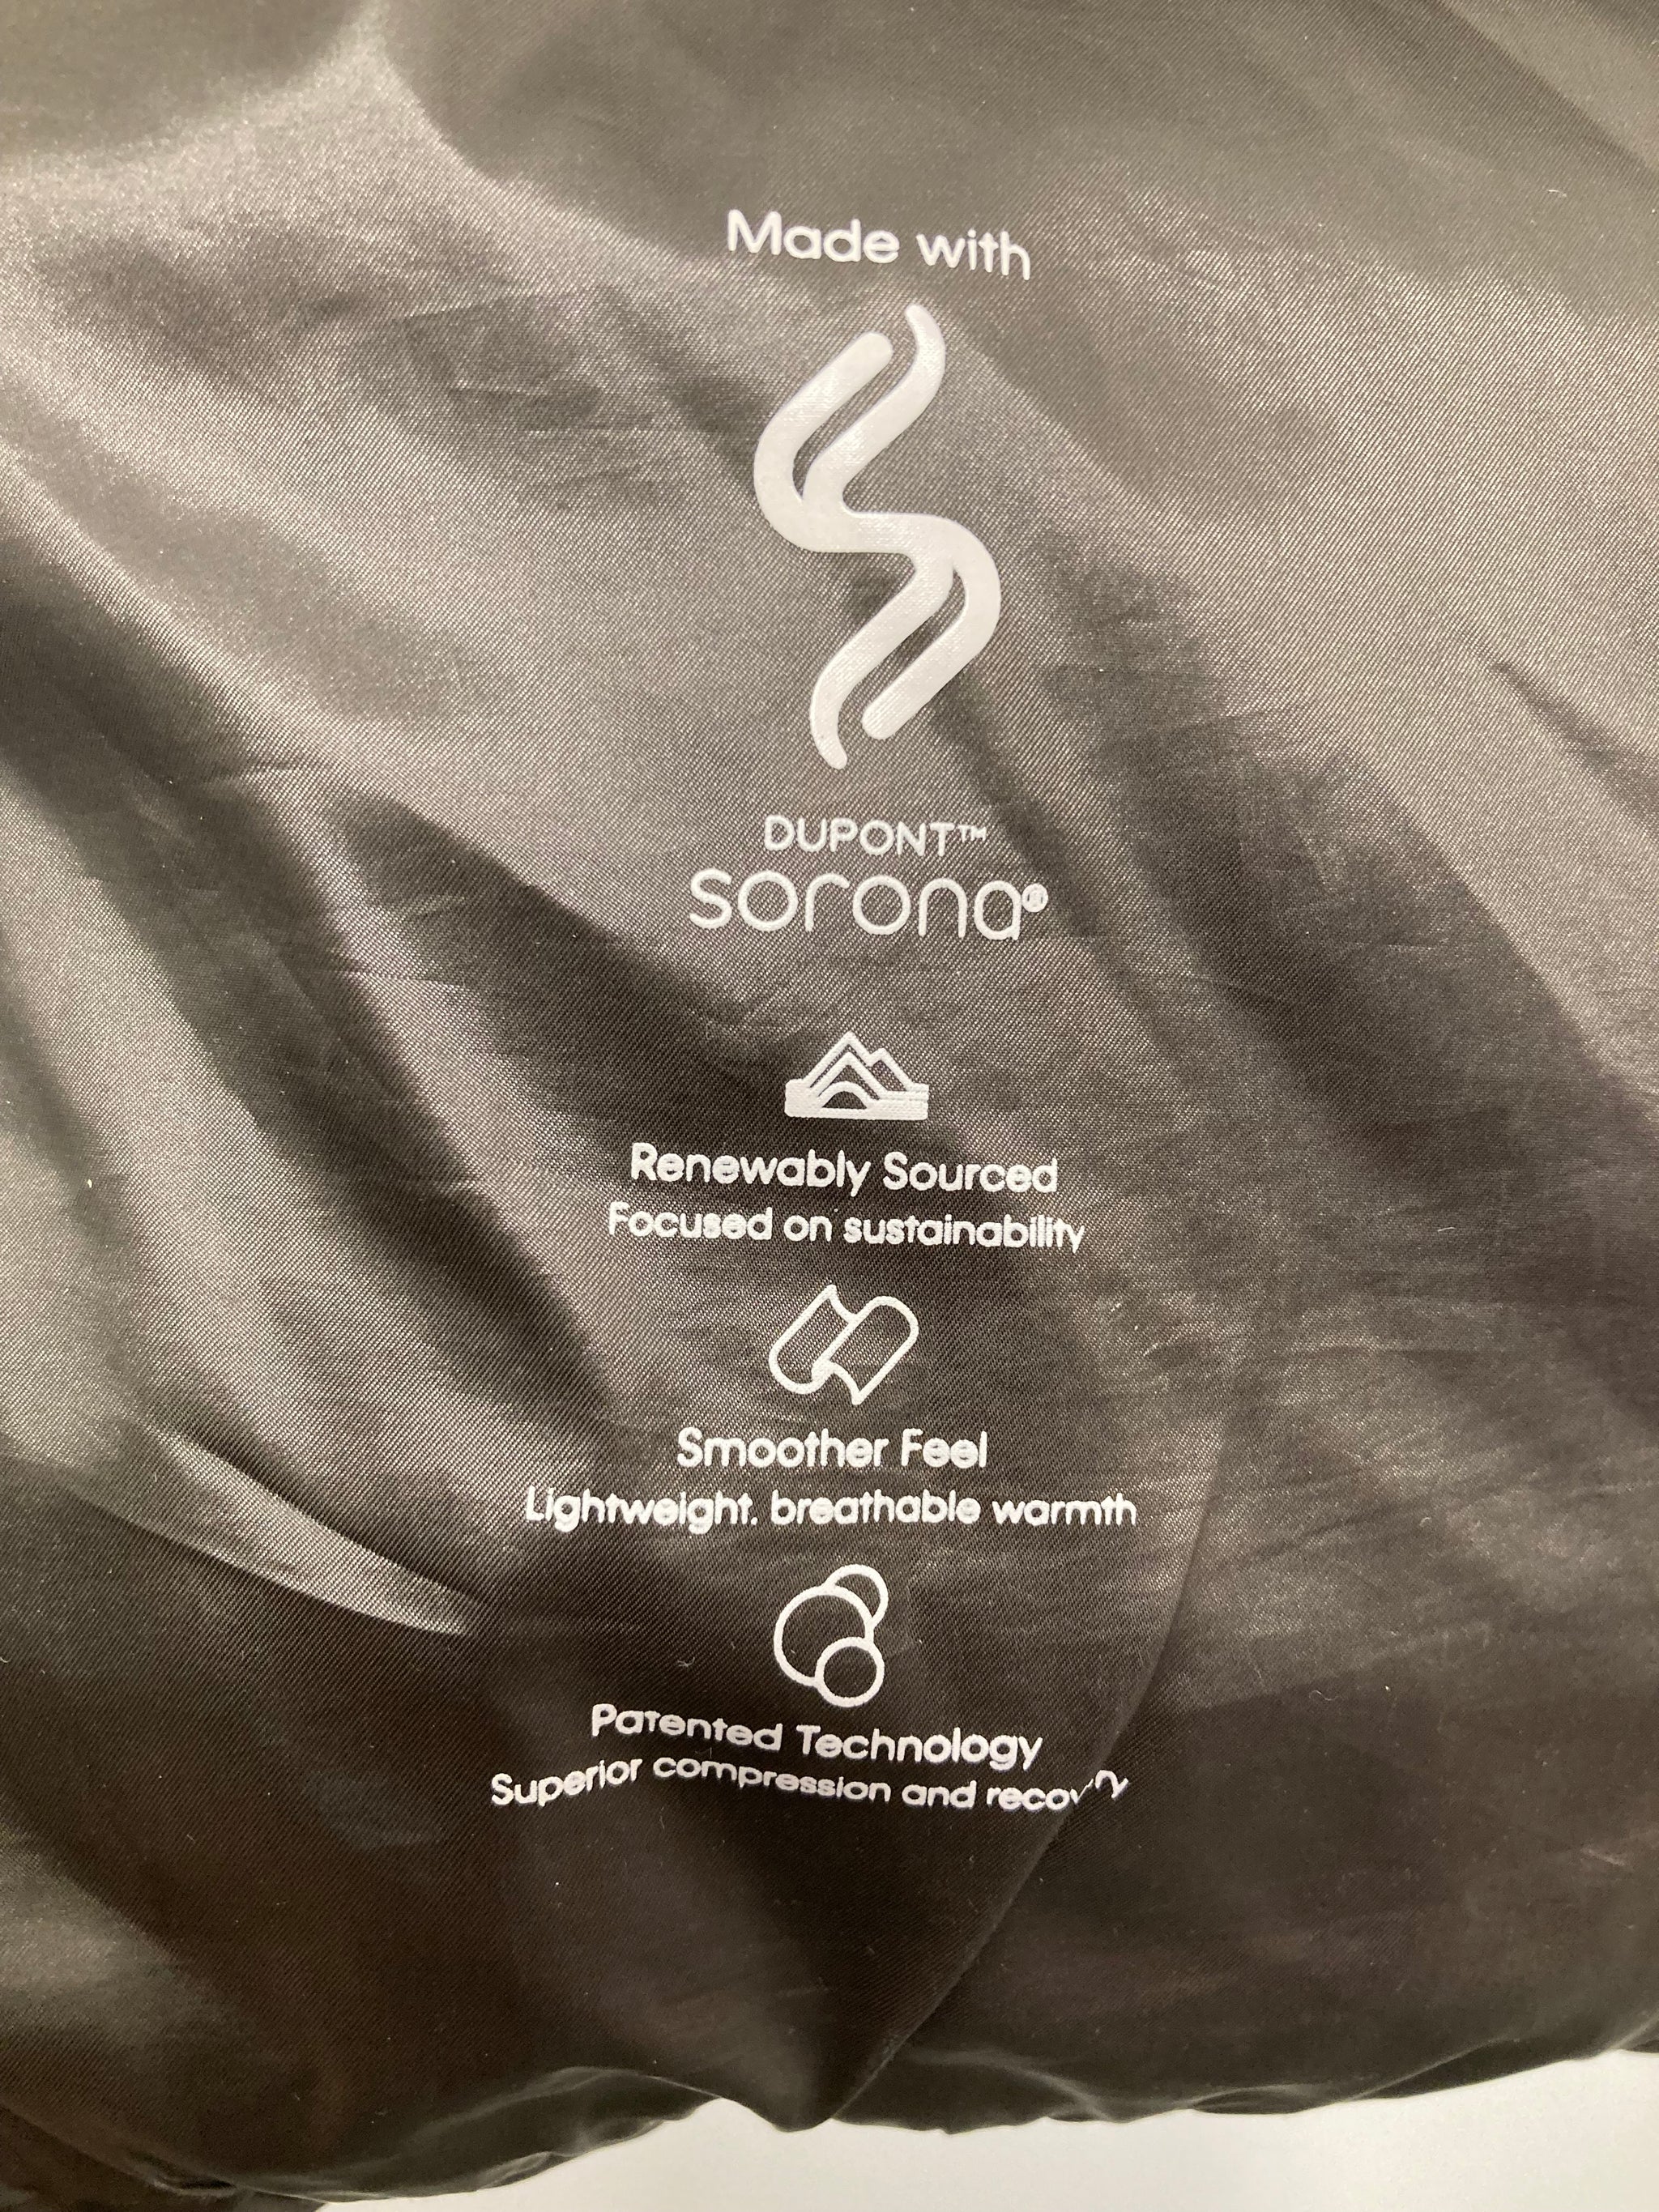 Made with
DUPONT™
sorona®
Renewably Sourced
Focused on sustainability
Smoother Feel
Lightweight, breathable warmth
Patented Technology
Superior compression and recovery